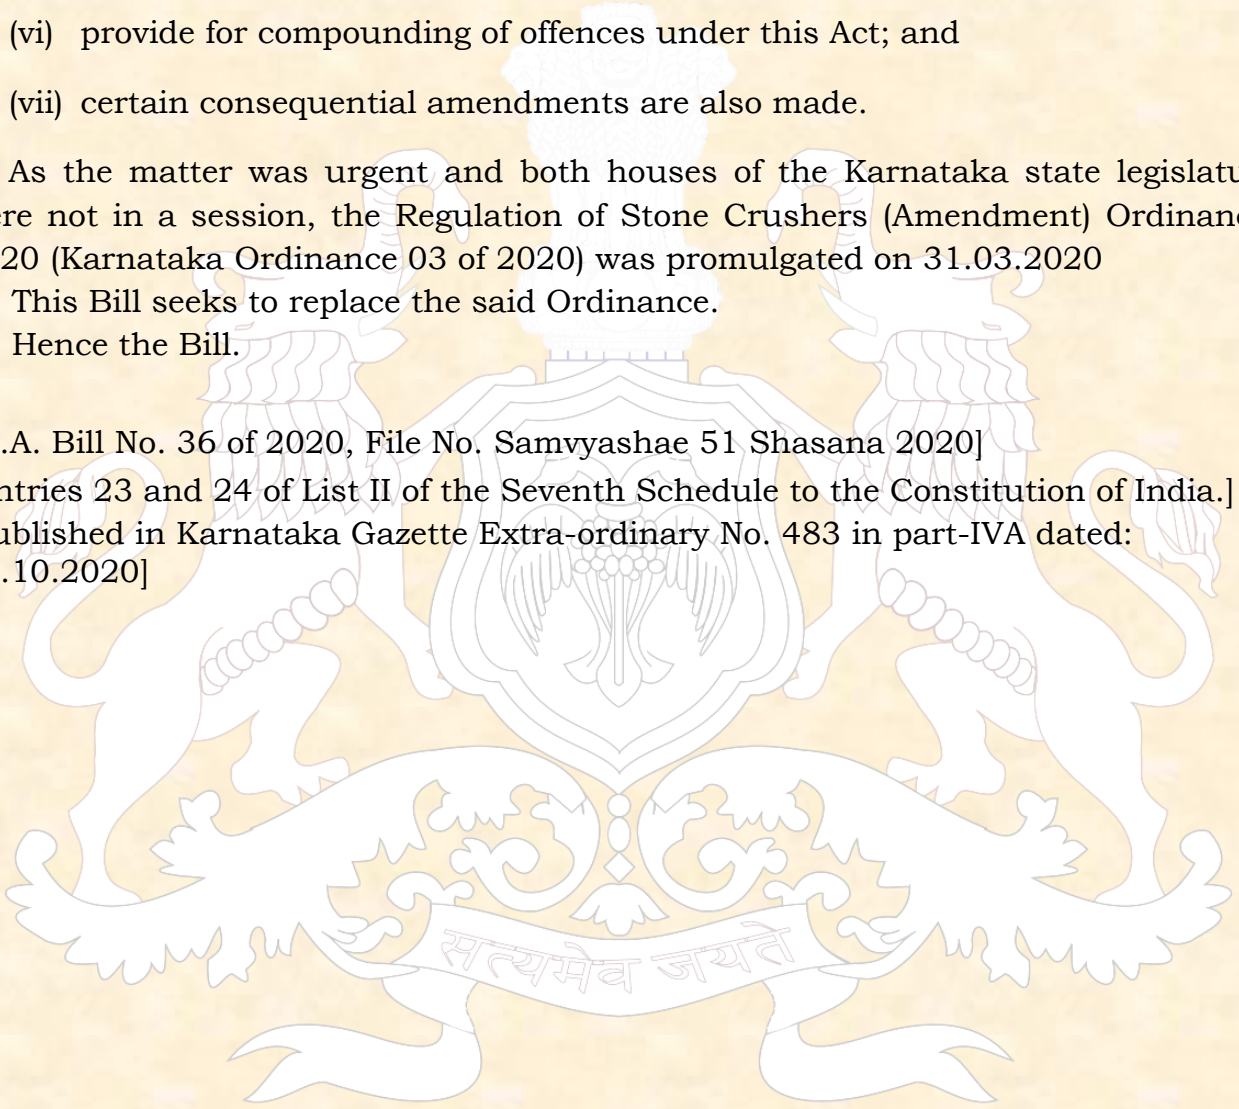 (vi) provide for compounding of offences under this Act; and
(vii) certain consequential amendments are also made.
As the matter was urgent and both houses of the Karnataka state legislatu
ere not in a session, the Regulation of Stone Crushers (Amendment) Ordinanc
20 (Karnataka Ordinance 03 of 2020) was promulgated on 31.03.2020
This Bill seeks to replace the said Ordinance.
Hence the Bill.
.A. Bill No. 36 of 2020, File No. Samvyashae 51 Shasana 2020]
ntries 23 and 24 of List II of the Seventh Schedule to the Constitution of India.]
ublished in Karnataka Gazette Extra-ordinary No. 483 in part-IVA dated:
.10.2020]
सत्यमेव जयते